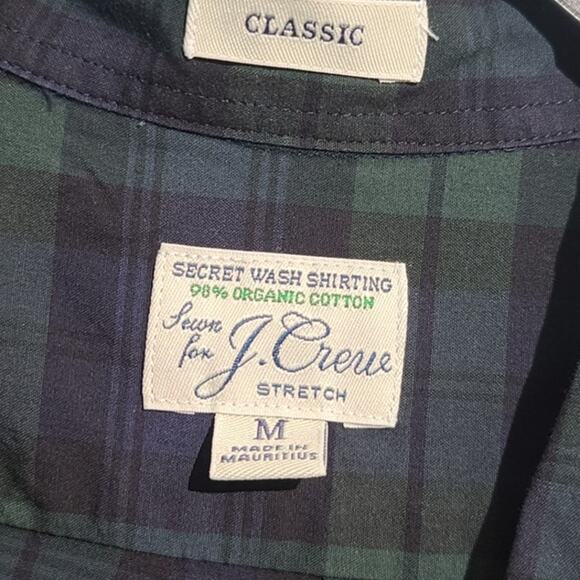 CLASSIC
SECRET WASH SHIRTING
98% ORGANIC COTTON
Sewn for J.Crew
STRETCH
M
MADE IN
MAURITIUS